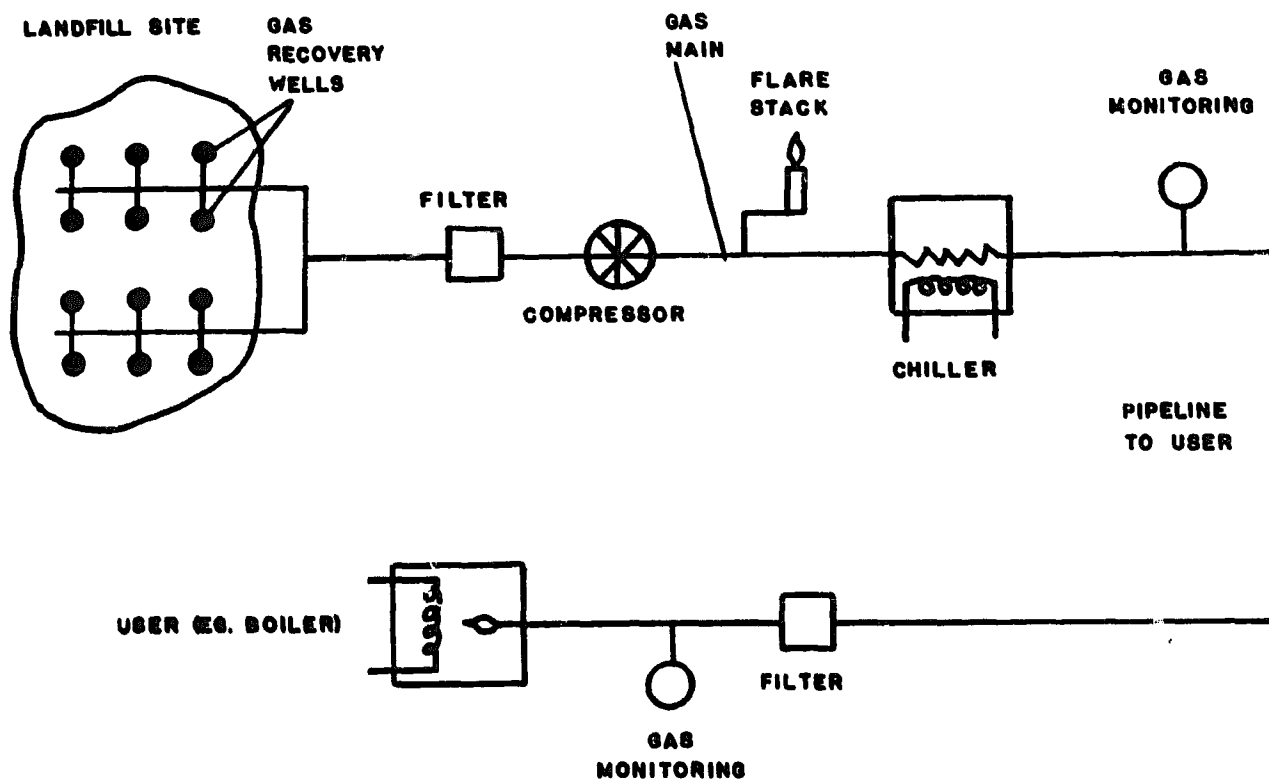 LANDFILL SITE
GAS
RECOVERY
WELLS
GAS
MAIN
FLARE
STACK
GAS
MONITORING
FILTER
COMPRESSOR
CHILLER
PIPELINE
TO USER
USER (EG. BOILER)
FILTER
GAS
MONITORING